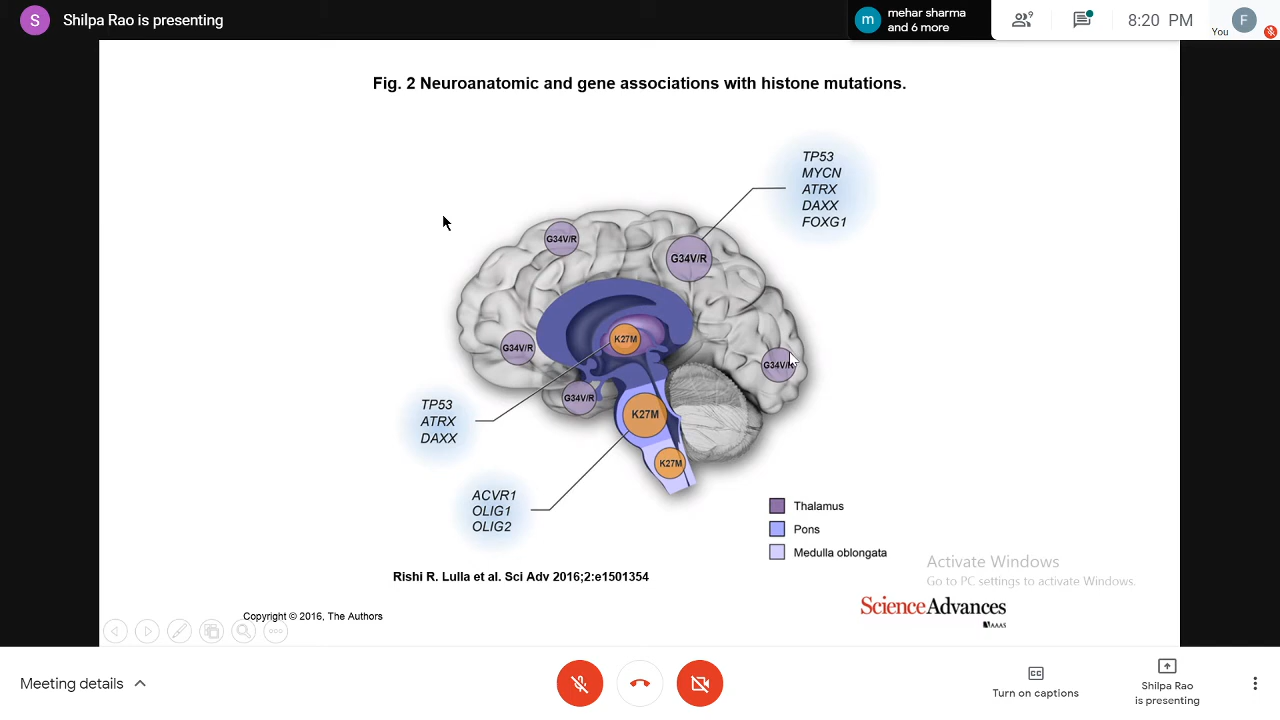 S
Shilpa Rao is presenting
m
mehar sharma
and 6 more
9
8:20 PM
You
F
Fig. 2 Neuroanatomic and gene associations with histone mutations.
TP53
MYCN
ATRX
DAXX
FOXG1
G34V/R
G34V/R
K27M
G34V/R
G34V/R
G34V/R
TP53
ATRX
DAXX
K27M
K27M
ACVR1
OLIG1
OLIG2
Thalamus
Pons
Medulla oblongata
Activate Windows
Go to PC settings to activate Windows.
Rishi R. Lulla et al. Sci Adv 2016;2:e1501354
ScienceAdvances
AAAS
Copyright © 2016, The Authors
Meeting details
CC
Turn on captions
Shilpa Rao
is presenting